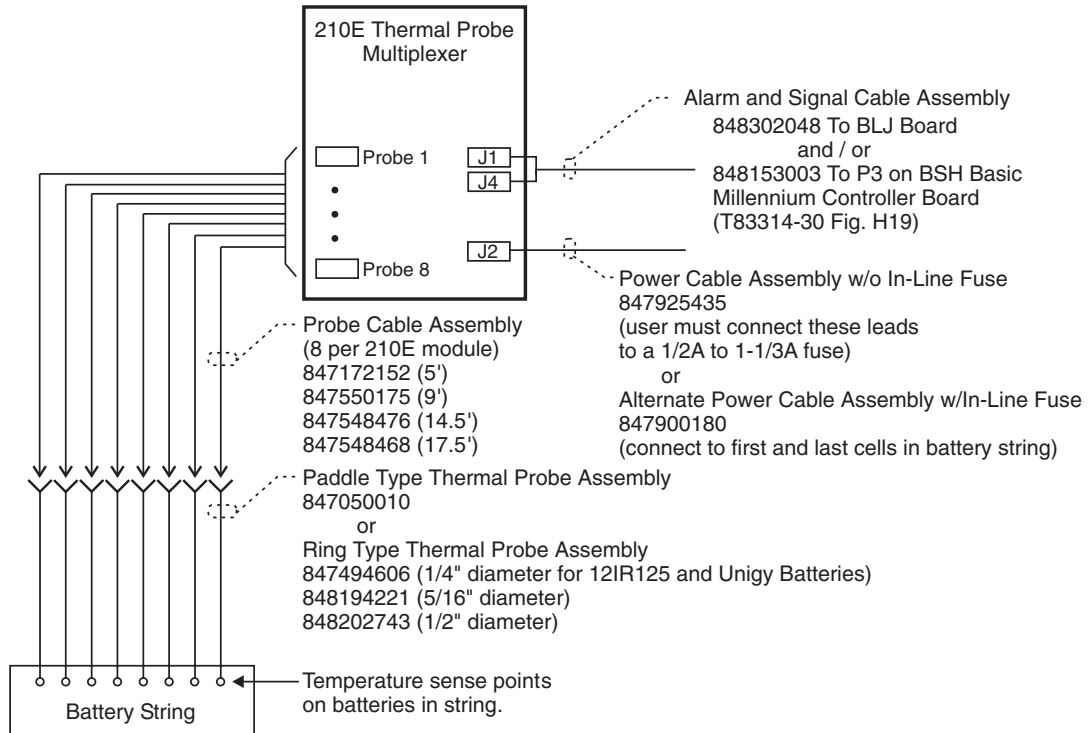 210E Thermal Probe
Multiplexer
Probe 1
J1
J4
J2
Probe 8
Alarm and Signal Cable Assembly
848302048 To BLJ Board
and / or
848153003 To P3 on BSH Basic
Millennium Controller Board
(T83314-30 Fig. H19)
Power Cable Assembly w/o In-Line Fuse
847925435
(user must connect these leads
to a 1/2A to 1-1/3A fuse)
or
Alternate Power Cable Assembly w/In-Line Fuse
847900180
(connect to first and last cells in battery string)
Probe Cable Assembly
(8 per 210E module)
847172152 (5')
847550175 (9')
847548476 (14.5')
847548468 (17.5')
Paddle Type Thermal Probe Assembly
847050010
or
Ring Type Thermal Probe Assembly
847494606 (1/4" diameter for 12IR125 and Unigy Batteries)
848194221 (5/16" diameter)
848202743 (1/2" diameter)
Temperature sense points
on batteries in string.
Battery String